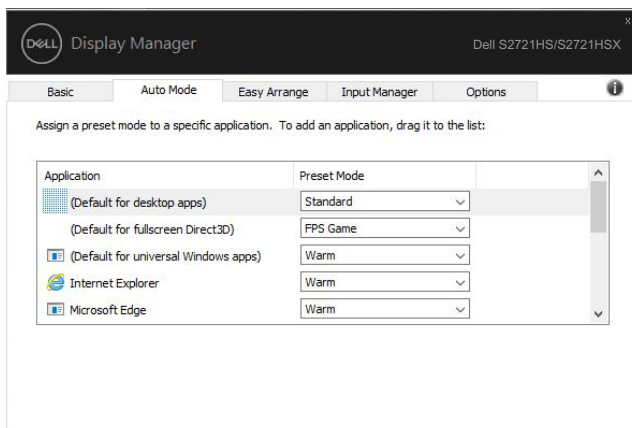 DELL Display Manager Dell S2721HS/S2721HSX
Basic Auto Mode Easy Arrange Input Manager Options
Assign a preset mode to a specific application. To add an application, drag it to the list:
Application Preset Mode
(Default for desktop apps) Standard
(Default for fullscreen Direct3D) FPS Game
(Default for universal Windows apps) Warm
Internet Explorer Warm
Microsoft Edge Warm